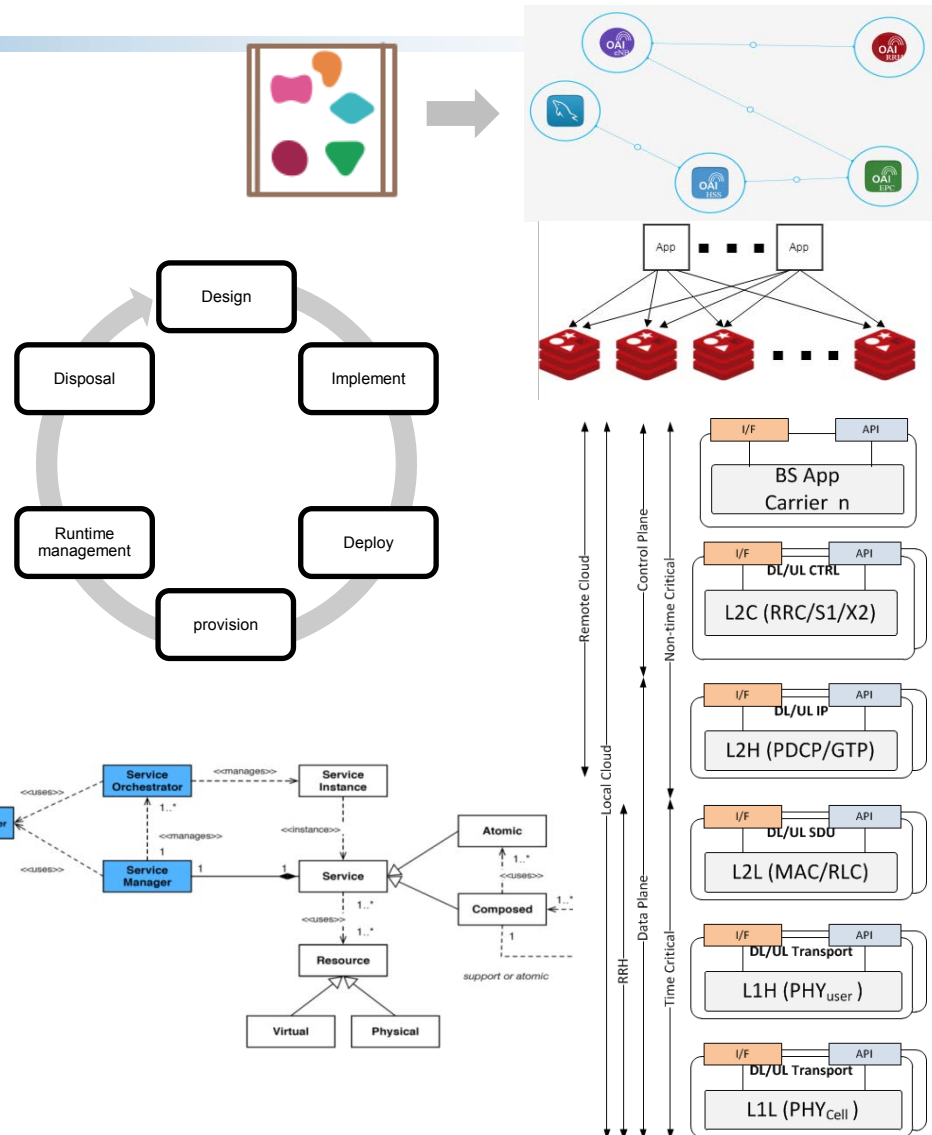 OAI
eNB
OAI
RRH
OAI
HSS
OAI
EPC
App
App
Design
Implement
Deploy
provision
Runtime
management
Disposal
Service
Orchestrator
<<manages>>
Service
Instance
<<uses>>
1..*
<<manages>>
1
<<instance>>
er
<<uses>>
Service
Manager
1
1
Service
Atomic
1..*
<<uses>>
Composed
1..*
1
support or atomic
1..*
<<uses>>
1..*
Resource
Virtual
Physical
Remote Cloud
Local Cloud
Control Plane
Non-time Critical
RRH
Data Plane
Time Critical
I/F
API
BS App
Carrier n
I/F
API
DL/UL CTRL
L2C (RRC/S1/X2)
I/F
API
DL/UL IP
L2H (PDCP/GTP)
I/F
API
DL/UL SDU
L2L (MAC/RLC)
I/F
API
DL/UL Transport
L1H (PHYuser )
I/F
API
DL/UL Transport
L1L (PHYCell )